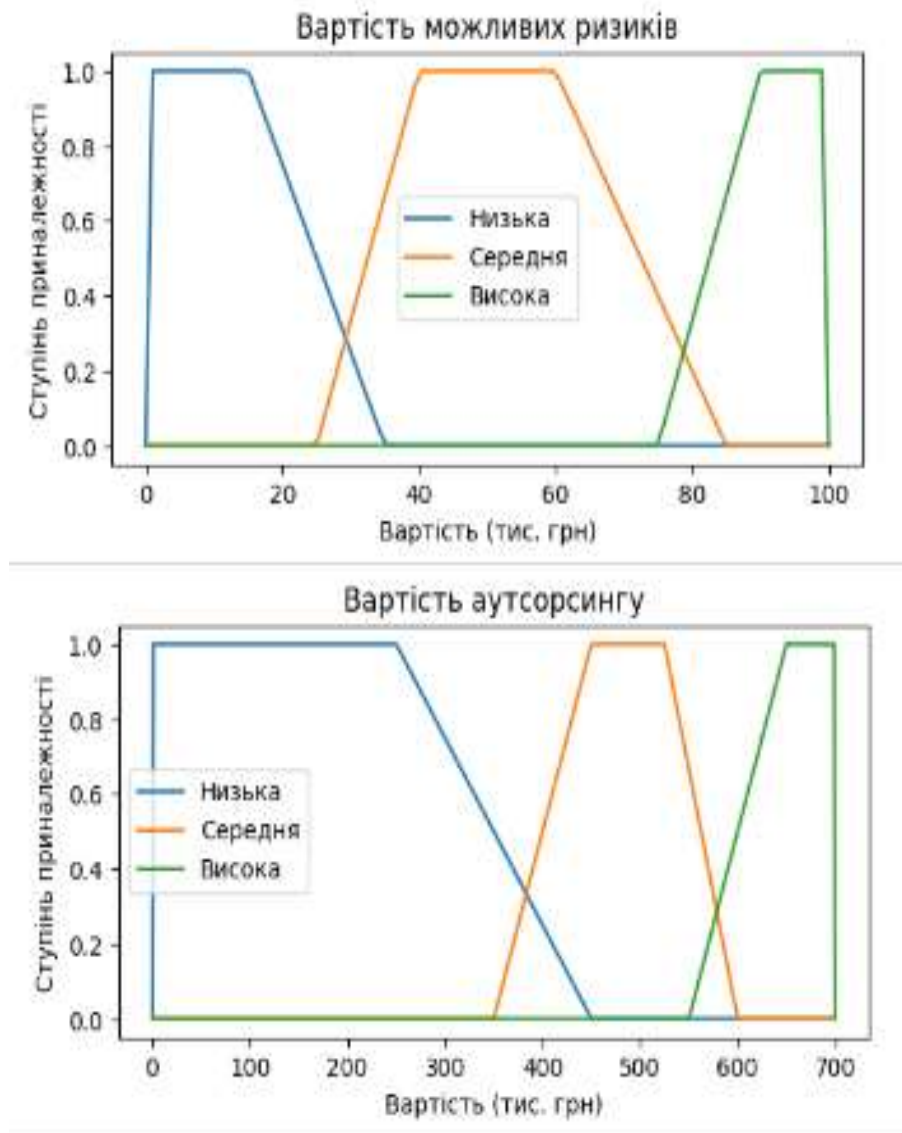 Вартість можливих ризиків
Ступінь приналежності
1.0
0.8
0.6
0.4
0.2
0.0
Низька
Середня
Висока
0 20 40 60 80 100
Вартість (тис. грн)
Вартість аутсорсингу
Ступінь приналежності
1.0
0.8
0.6
0.4
0.2
0.0
Низька
Середня
Висока
0 100 200 300 400 500 600 700
Вартість (тис. грн)